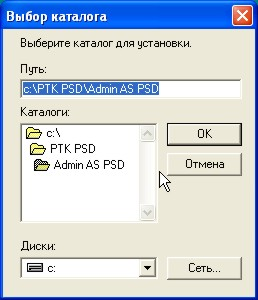 Выбор каталога
Выберите каталог для установки.
Путь:
c:\PTK PSD\Admin AS PSD
Каталоги:
c:\
PTK PSD
Admin AS PSD
OK
Отмена
Диски:
c:
Сеть...